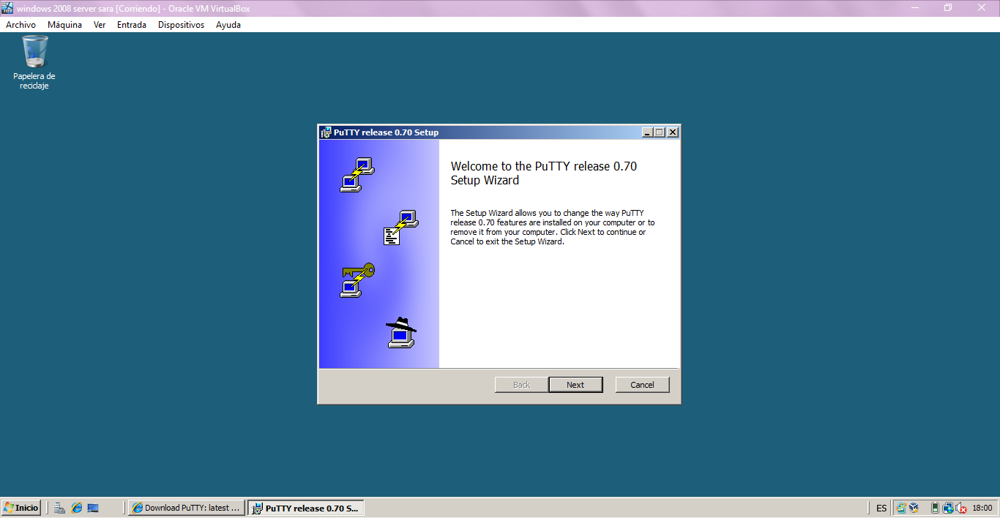 windows 2008 server sara [Corriendo] - Oracle VM VirtualBox
Archivo Máquina Ver Entrada Dispositivos Ayuda
Papelera de
reciclaje
PuTTY release 0.70 Setup
Welcome to the PuTTY release 0.70
Setup Wizard
The Setup Wizard allows you to change the way PuTTY
release 0.70 features are installed on your computer or to
remove it from your computer. Click Next to continue or
Cancel to exit the Setup Wizard.
Back Next Cancel
Inicio Download PuTTY: latest ... PuTTY release 0.70 S... ES 18:00